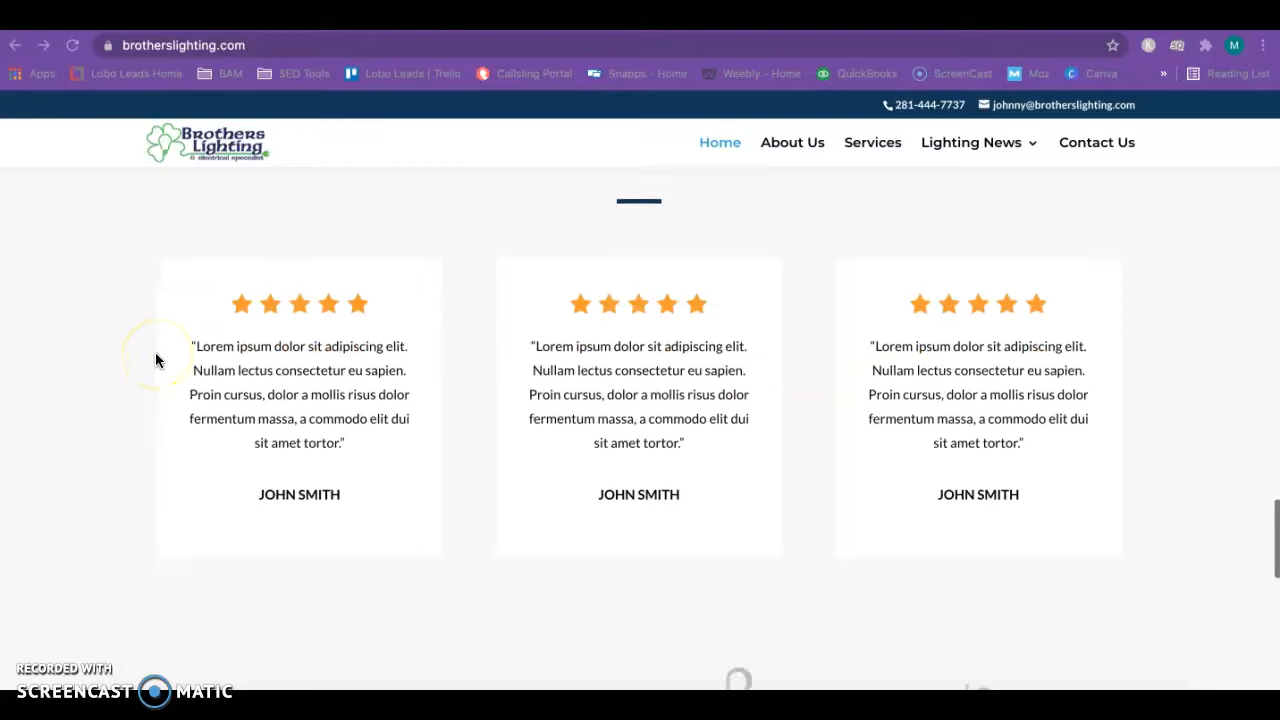 brotherslighting.com
Apps Lobo Leads Home BAM SEO Tools Lobo Leads | Trello Callsling Portal Snapps - Home Weebly - Home QuickBooks ScreenCast Moz Canva » Reading List
281-444-7737 johnny@brotherslighting.com
Brothers
Lighting
& electrical specialist
Home About Us Services Lighting News Contact Us
“Lorem ipsum dolor sit adipiscing elit.
Nullam lectus consectetur eu sapien.
Proin cursus, dolor a mollis risus dolor
fermentum massa, a commodo elit dui
sit amet tortor.”
JOHN SMITH
“Lorem ipsum dolor sit adipiscing elit.
Nullam lectus consectetur eu sapien.
Proin cursus, dolor a mollis risus dolor
fermentum massa, a commodo elit dui
sit amet tortor.”
JOHN SMITH
“Lorem ipsum dolor sit adipiscing elit.
Nullam lectus consectetur eu sapien.
Proin cursus, dolor a mollis risus dolor
fermentum massa, a commodo elit dui
sit amet tortor.”
JOHN SMITH
RECORDED WITH
SCREENCAST MATIC